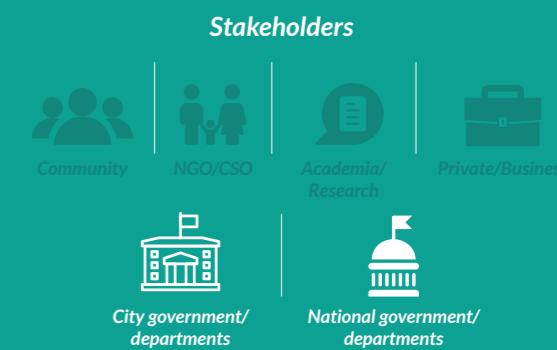 Stakeholders
Community
NGO/CSO
Academia/
Research
Private/Busines
City government/
departments
National government/
departments